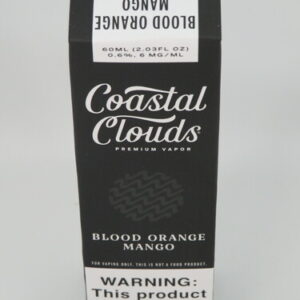 BLOOD ORANGE
MANGO
60ML (2.03FL OZ)
0.6%, 6 MG/ML
Coastal
Clouds
PREMIUM VAPOR
BLOOD ORANGE
MANGO
FOR VAPING ONLY. THIS IS NOT A FOOD PRODUCT.
WARNING:
This product